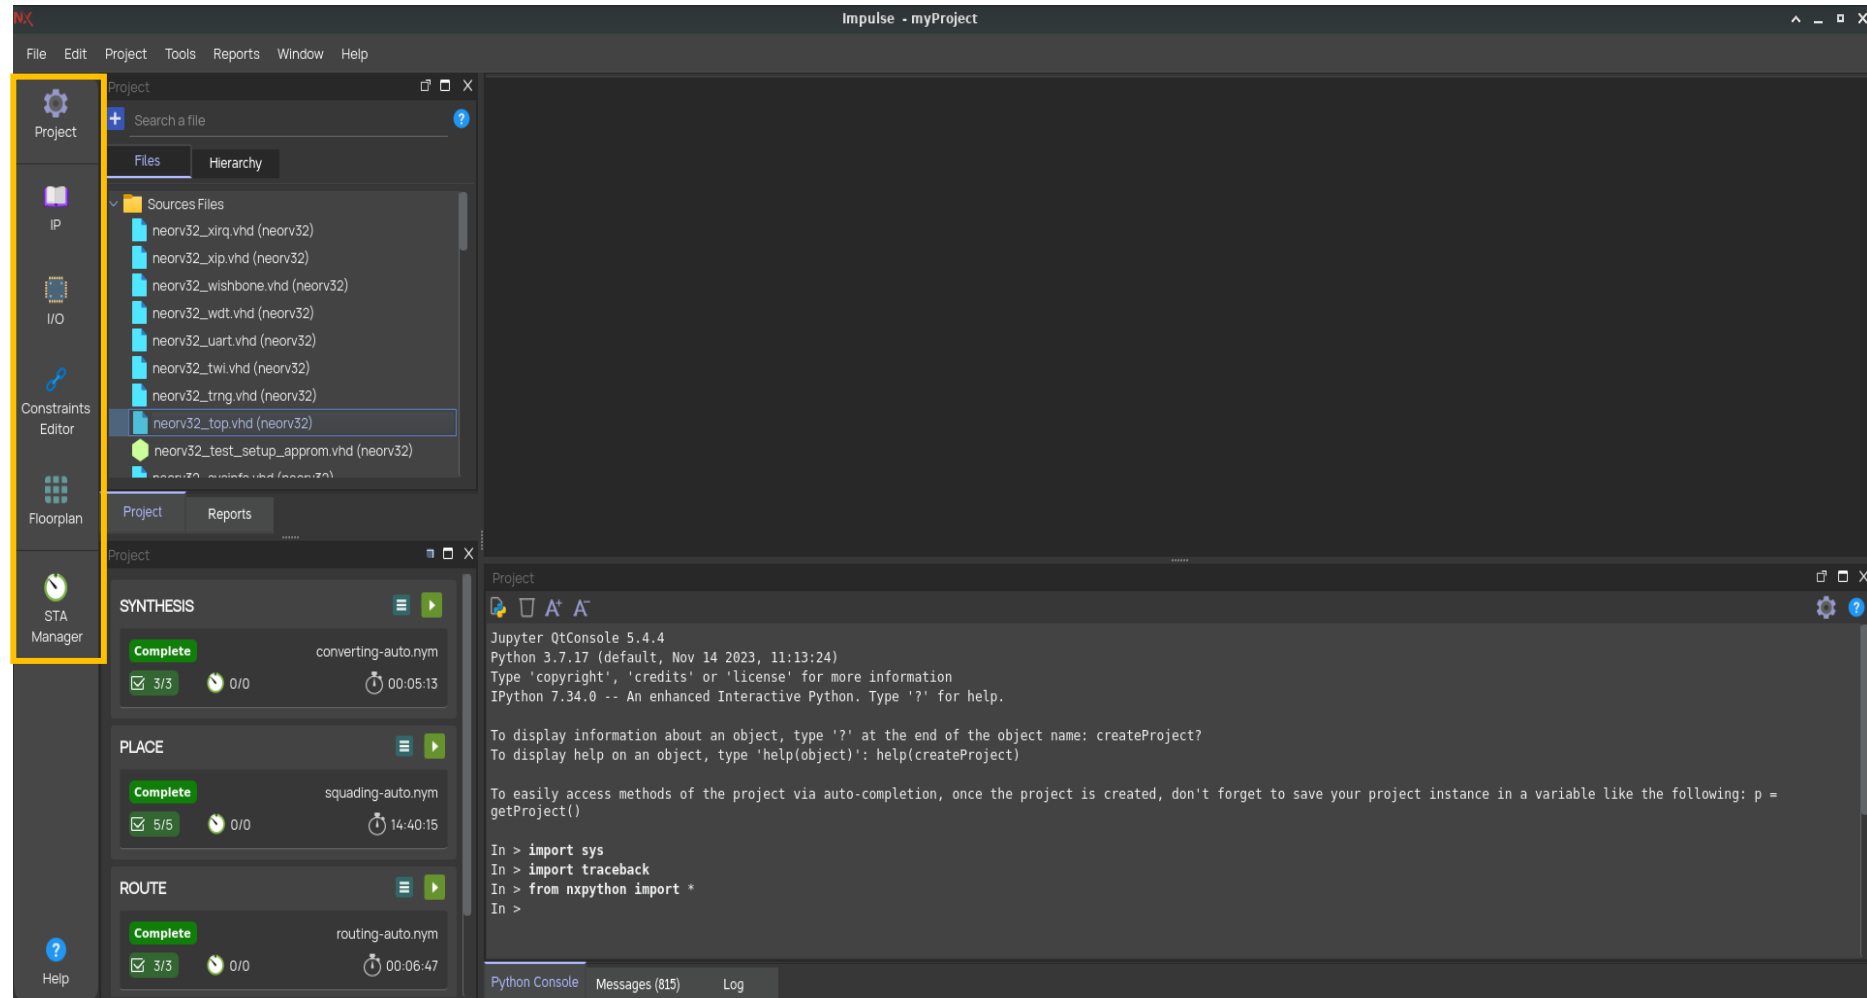 NX
Impulse - myProject
File Edit Project Tools Reports Window Help
Project
IP
I/O
Constraints
Editor
Floorplan
STA
Manager
Help
Project
Search a file
Files Hierarchy
Sources Files
neorv32_xirq.vhd (neorv32)
neorv32_xip.vhd (neorv32)
neorv32_wishbone.vhd (neorv32)
neorv32_wdt.vhd (neorv32)
neorv32_uart.vhd (neorv32)
neorv32_twi.vhd (neorv32)
neorv32_trng.vhd (neorv32)
neorv32_top.vhd (neorv32)
neorv32_test_setup_approm.vhd (neorv32)
neorv32_sysinfo.vhd (neorv32)
Project Reports
Project
SYNTHESIS
Complete converting-auto.nym
3/3 0/0 00:05:13
PLACE
Complete squading-auto.nym
5/5 0/0 14:40:15
ROUTE
Complete routing-auto.nym
3/3 0/0 00:06:47
Project
Jupyter QtConsole 5.4.4
Python 3.7.17 (default, Nov 14 2023, 11:13:24)
Type 'copyright', 'credits' or 'license' for more information
IPython 7.34.0 -- An enhanced Interactive Python. Type '?' for help.
To display information about an object, type '?' at the end of the object name: createProject?
To display help on an object, type 'help(object)': help(createProject)
To easily access methods of the project via auto-completion, once the project is created, don't forget to save your project instance in a variable like the following: p =
getProject()
In > import sys
In > import traceback
In > from nxpython import *
In >
Python Console Messages (815) Log